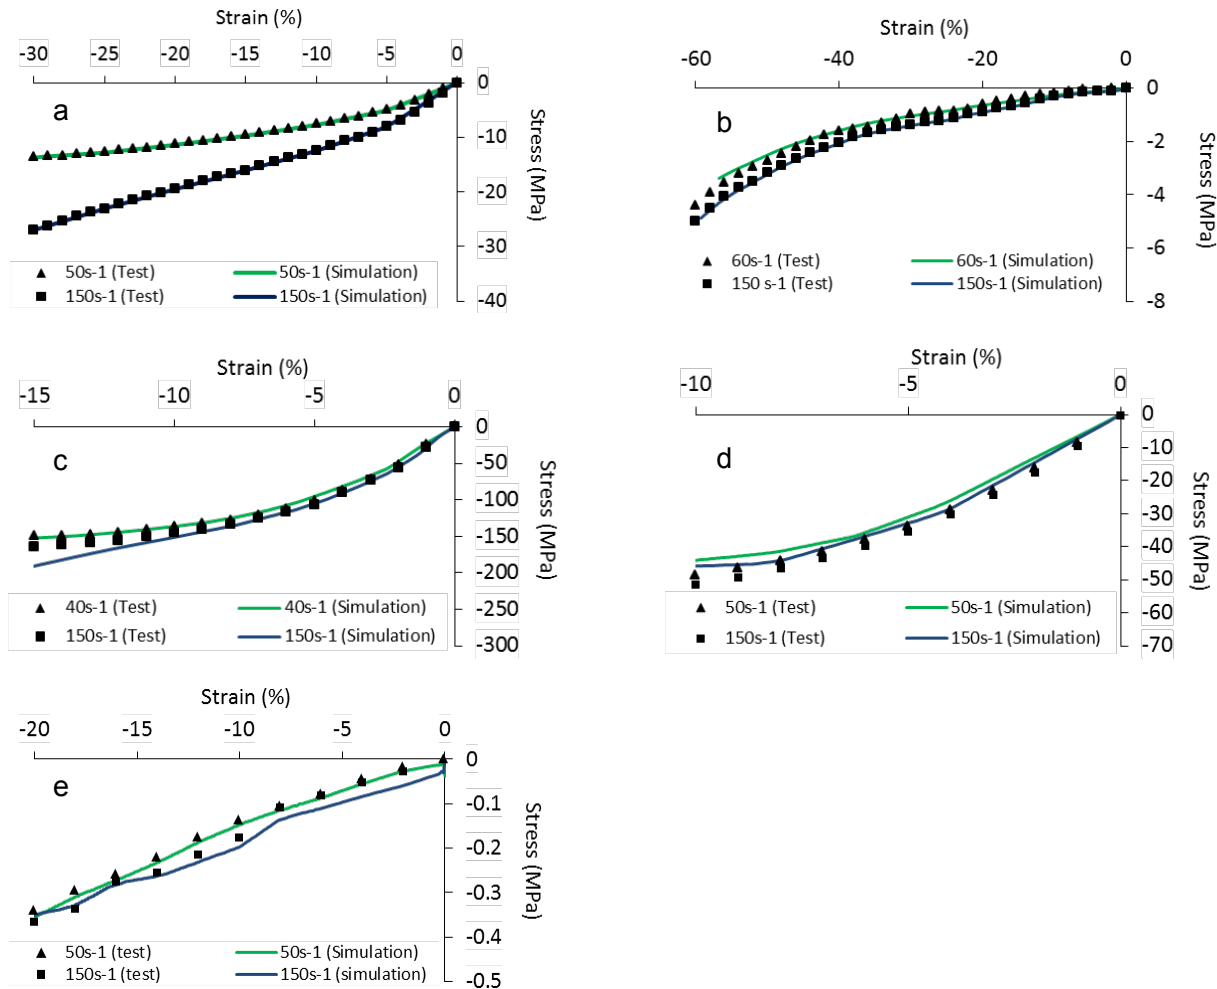 Strain (%)
-30 -25 -20 -15 -10 -5 0
a
0
-10
-20
-30
-40
Stress (MPa)
50s-1 (Test) 50s-1 (Simulation)
150s-1 (Test) 150s-1 (Simulation)
Strain (%)
-60 -40 -20 0
b
0
-2
-4
-6
-8
Stress (MPa)
60s-1 (Test) 60s-1 (Simulation)
150 s-1 (Test) 150s-1 (Simulation)
Strain (%)
-15 -10 -5 0
c
0
-50
-100
-150
-200
-250
-300
Stress (MPa)
40s-1 (Test) 40s-1 (Simulation)
150s-1 (Test) 150s-1 (Simulation)
Strain (%)
-10 -5 0
d
0
-10
-20
-30
-40
-50
-60
-70
Stress (MPa)
50s-1 (Test) 50s-1 (Simulation)
150s-1 (Test) 150s-1 (Simulation)
Strain (%)
-20 -15 -10 -5 0
e
0
-0.1
-0.2
-0.3
-0.4
-0.5
Stress (MPa)
50s-1 (test) 50s-1 (Simulation)
150s-1 (test) 150s-1 (simulation)